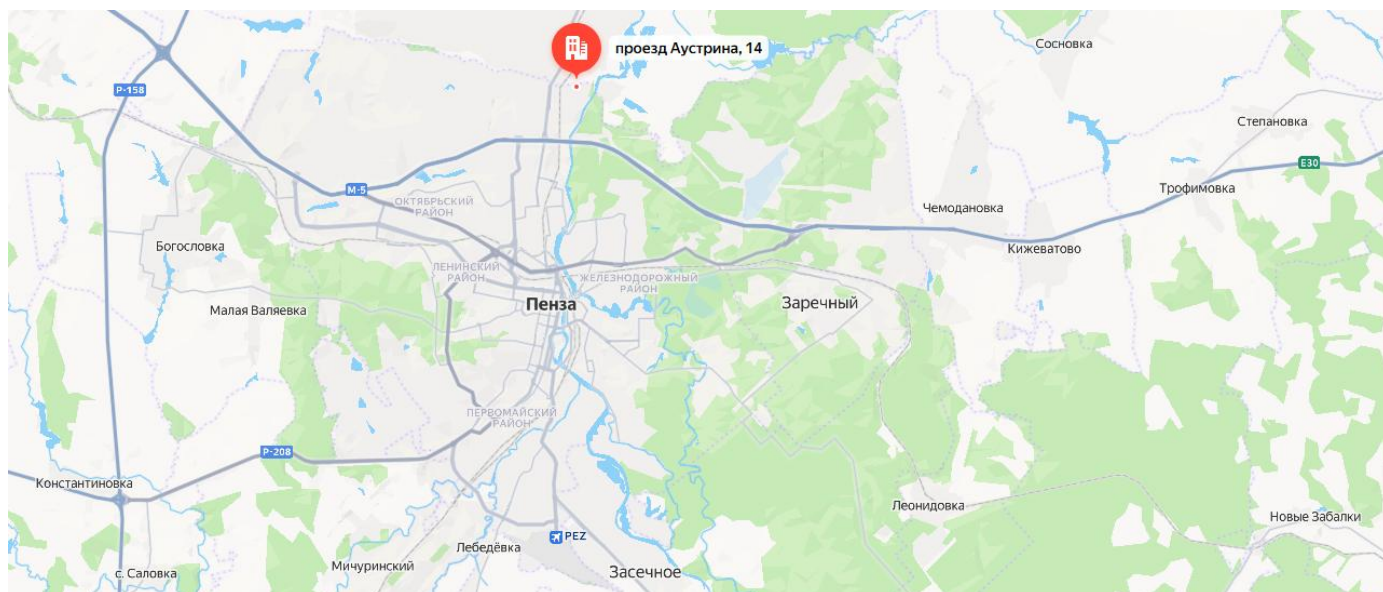 проезд Аустрина, 14
Сосновка
Р-158
Степановка
E30
М-5
Трофимовка
ОКТЯБРЬСКИЙ
РАЙОН
Чемодановка
Богословка
Кижеватово
ЛЕНИНСКИЙ
РАЙОН
ЖЕЛЕЗНОДОРОЖНЫЙ
РАЙОН
Пенза
Заречный
Малая Валяевка
ПЕРВОМАЙСКИЙ
РАЙОН
Р-208
Константиновка
Леонидовка
Новые Забалки
PEZ
Лебедёвка
Мичуринский
с. Саловка
Засечное